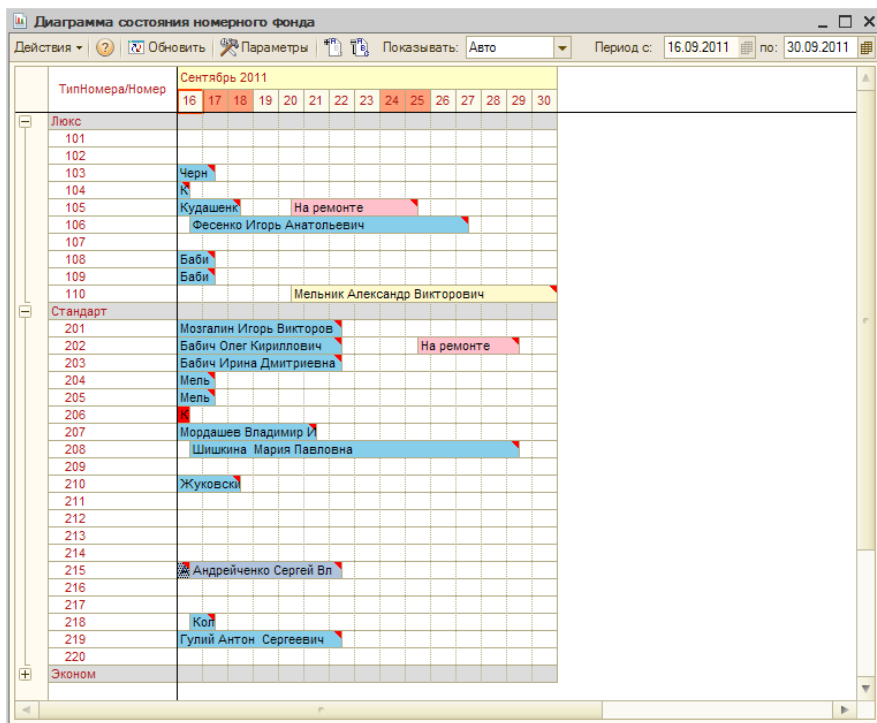 Диаграмма состояния номерного фонда
Действия ? Обновить Параметры Показывать: Авто Период с: 16.09.2011 по: 30.09.2011
ТипНомера/Номер Сентябрь 2011
16 17 18 19 20 21 22 23 24 25 26 27 28 29 30
Люкс
101
102
103 Черн
104 К
105 Кудашенк На ремонте
106 Фесенко Игорь Анатольевич
107
108 Баби
109 Баби
110 Мельник Александр Викторович
Стандарт
201 Мозгалин Игорь Викторов
202 Бабич Олег Кириллович На ремонте
203 Бабич Ирина Дмитриевна
204 Мель
205 Мель
206 К
207 Мордашев Владимир И
208 Шишкина Мария Павловна
209
210 Жуковски
211
212
213
214
215 А Андрейченко Сергей Вл
216
217
218 Кол
219 Гулий Антон Сергеевич
220
Эконом